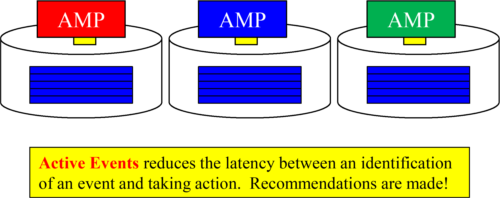 AMP AMP AMP
Active Events reduces the latency between an identification
of an event and taking action.  Recommendations are made!